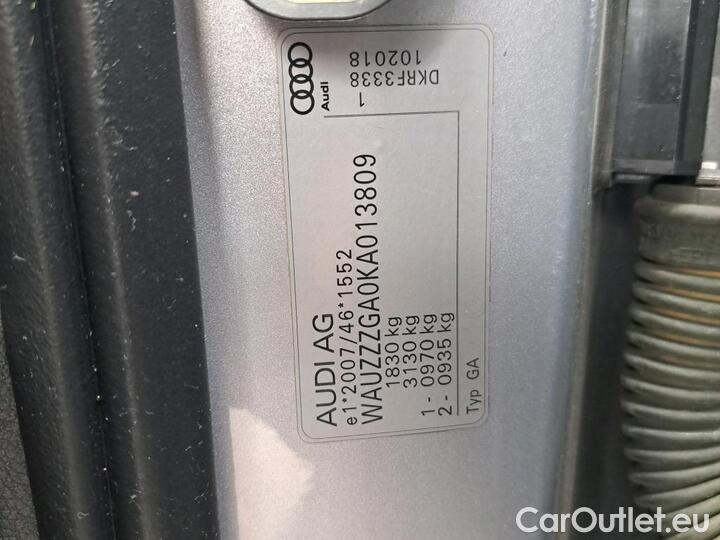 AUDI AG
e1*2007/46*1552
WAUZZZGA0KA013809
1830 kg
3130 kg
1- 0970 kg
2- 0935 kg
Typ GA
Audi
1
DKRF3338
102018
CarOutlet.eu